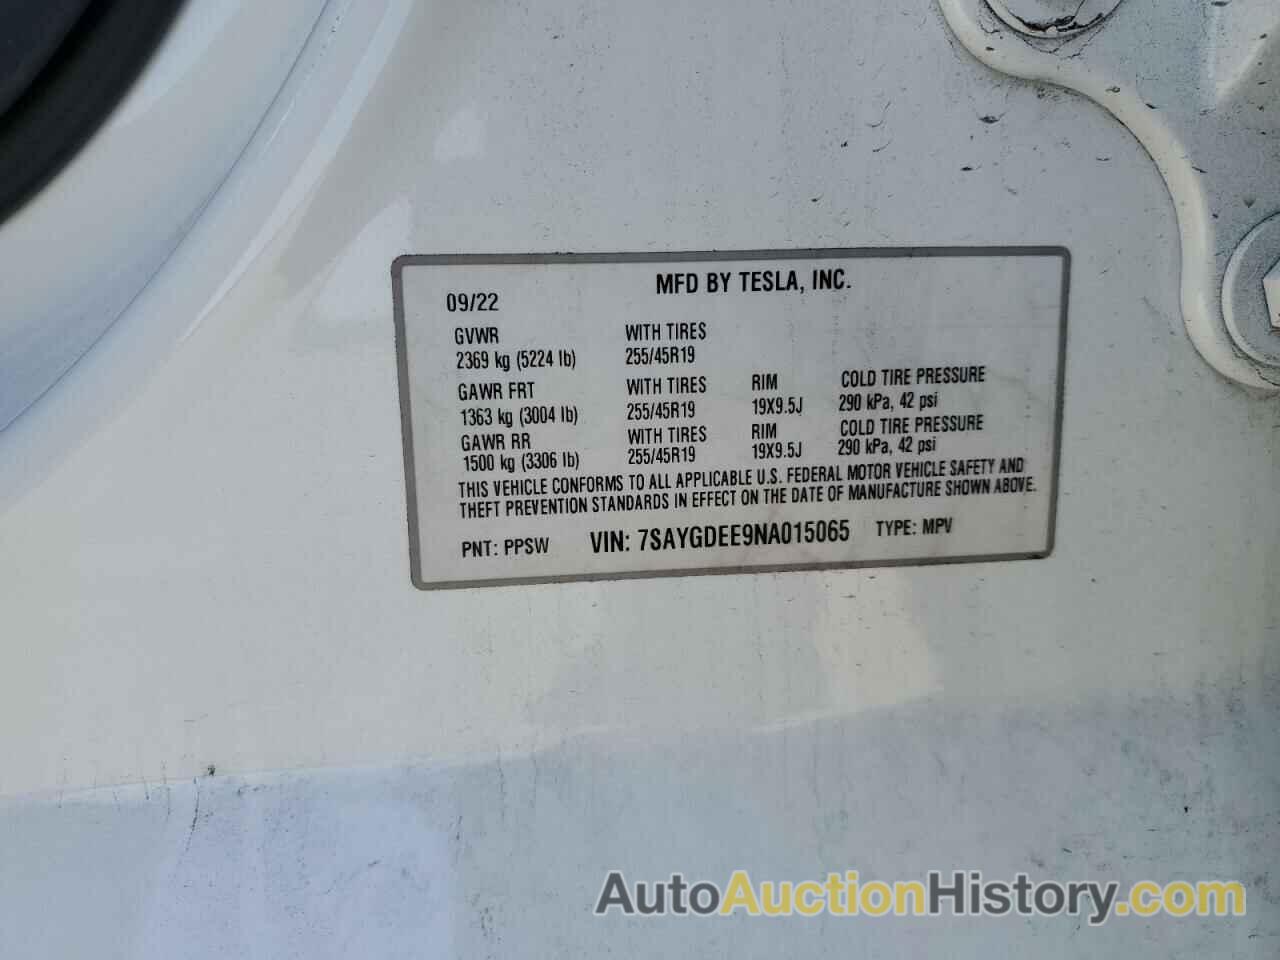 MFD BY TESLA, INC.
09/22
GVWR WITH TIRES
2369 kg (5224 lb) 255/45R19
GAWR FRT WITH TIRES RIM COLD TIRE PRESSURE
1363 kg (3004 lb) 255/45R19 19X9.5J 290 kPa, 42 psi
GAWR RR WITH TIRES RIM COLD TIRE PRESSURE
1500 kg (3306 lb) 255/45R19 19X9.5J 290 kPa, 42 psi
THIS VEHICLE CONFORMS TO ALL APPLICABLE U.S. FEDERAL MOTOR VEHICLE SAFETY AND
THEFT PREVENTION STANDARDS IN EFFECT ON THE DATE OF MANUFACTURE SHOWN ABOVE.
PNT: PPSW VIN: 7SAYGDEE9NA015065 TYPE: MPV
AutoAuctionHistory.com